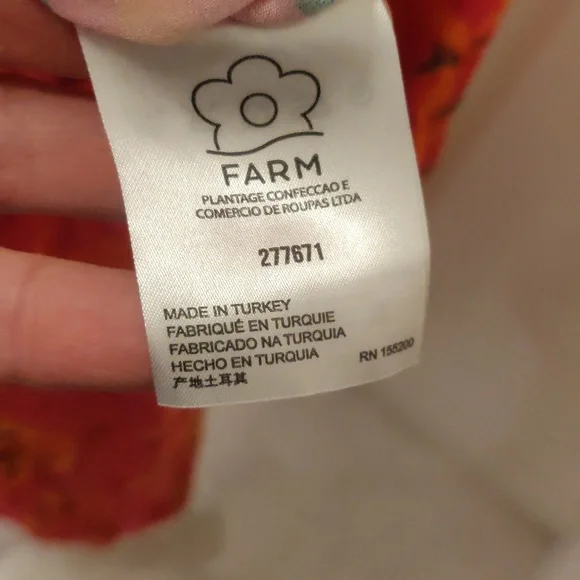 FARM
PLANTAGE CONFECCAO E
COMERCIO DE ROUPAS LTDA
277671
MADE IN TURKEY
FABRIQUÉ EN TURQUIE
FABRICADO NA TURQUIA
HECHO EN TURQUIA
产地土耳其
RN 155200